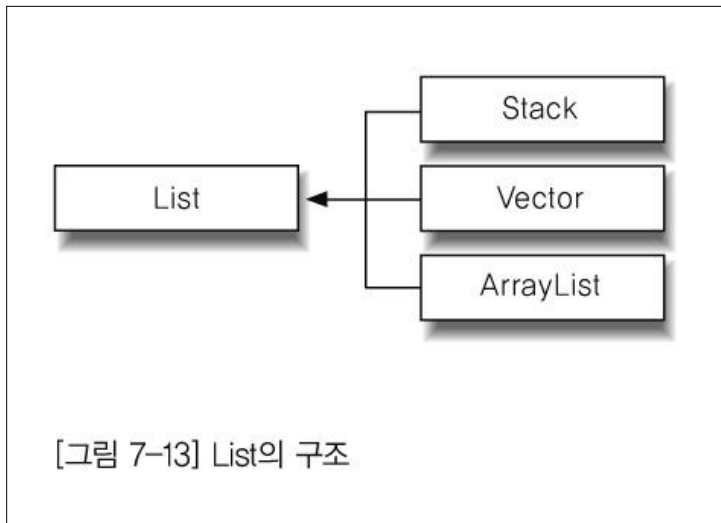 Stack
List
Vector
ArrayList
[그림 7-13] List의 구조